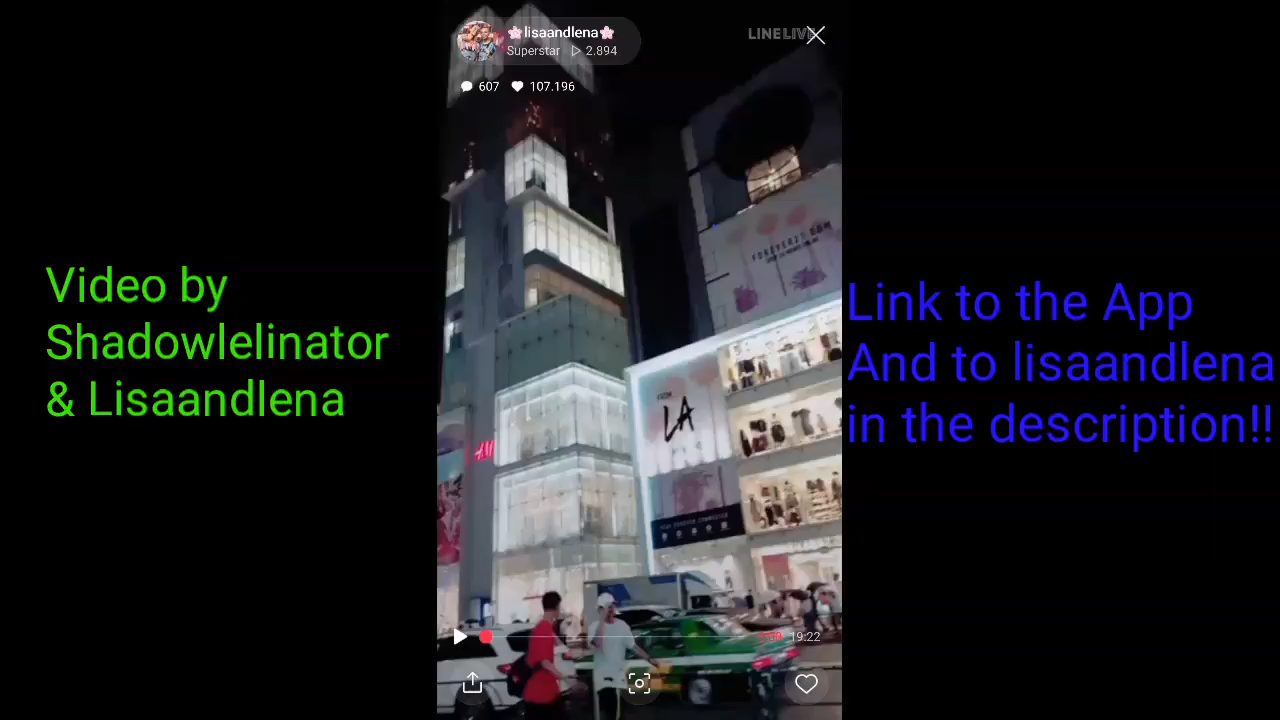 🌸lisaandlena🌸
LINE LIVE
Superstar ▷ 2.894
607 107.196
Video by
Shadowlelinator
& Lisaandlena
FOREVER21.COM
LA
H&M
Link to the App
And to lisaandlena
in the description!!
19:22